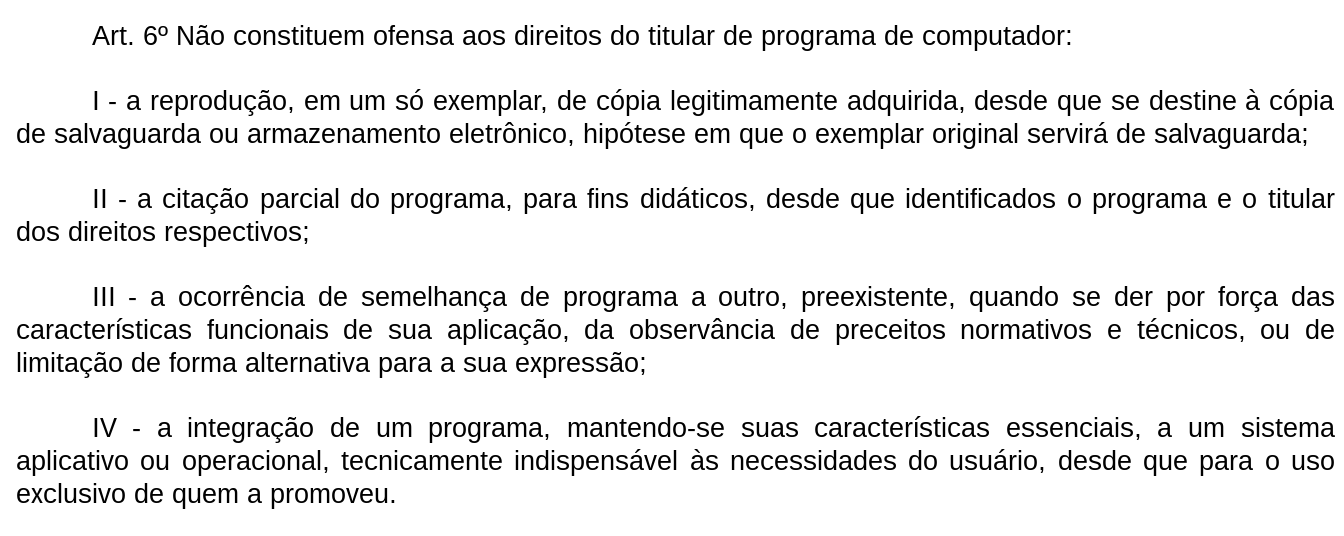 Art. 6º Não constituem ofensa aos direitos do titular de programa de computador:
I - a reprodução, em um só exemplar, de cópia legitimamente adquirida, desde que se destine à cópia
de salvaguarda ou armazenamento eletrônico, hipótese em que o exemplar original servirá de salvaguarda;
II - a citação parcial do programa, para fins didáticos, desde que identificados o programa e o titular
dos direitos respectivos;
III - a ocorrência de semelhança de programa a outro, preexistente, quando se der por força das
características funcionais de sua aplicação, da observância de preceitos normativos e técnicos, ou de
limitação de forma alternativa para a sua expressão;
IV - a integração de um programa, mantendo-se suas características essenciais, a um sistema
aplicativo ou operacional, tecnicamente indispensável às necessidades do usuário, desde que para o uso
exclusivo de quem a promoveu.